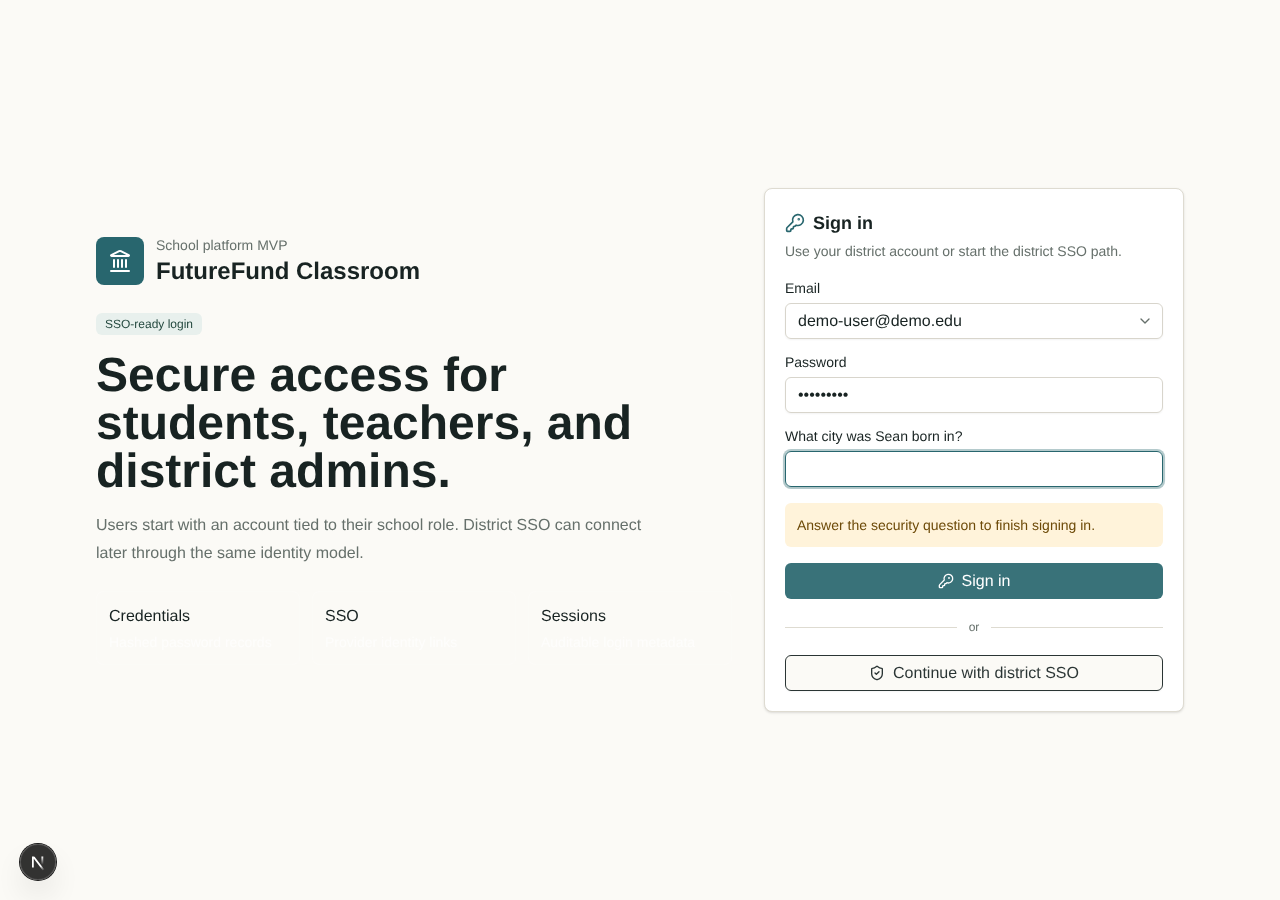 School platform MVP
FutureFund Classroom
SSO-ready login
Secure access for
students, teachers, and
district admins.
Users start with an account tied to their school role. District SSO can connect
later through the same identity model.
Credentials
SSO
Sessions
Sign in
Use your district account or start the district SSO path.
Email
demo-user@demo.edu
Password
•••••••••
What city was Sean born in?
Answer the security question to finish signing in.
Sign in
or
Continue with district SSO
N